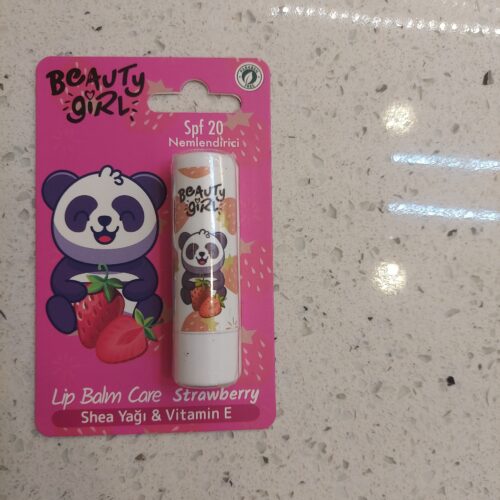 BEAUTY
GiRL
Spf 20
Nemlendirici
BEAUTY
GiRL
Lip Balm Care Strawberry
Shea Yağı & Vitamin E